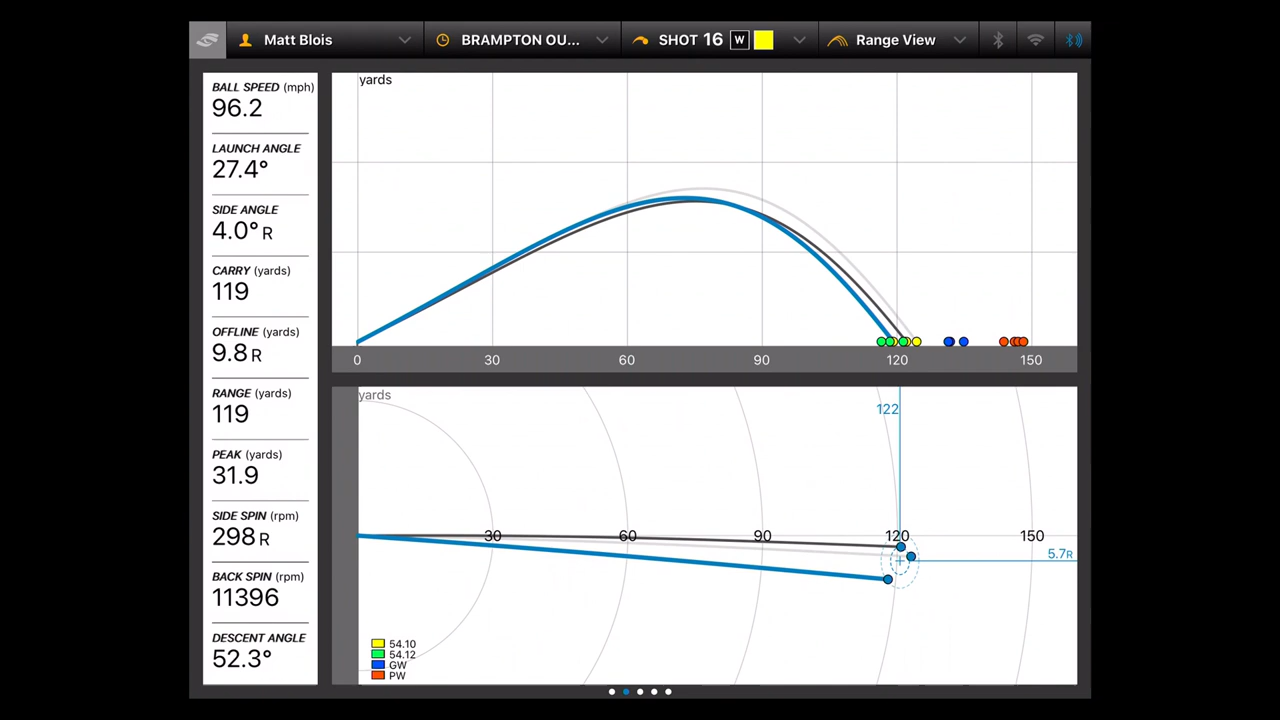 Matt Blois
BRAMPTON OU...
SHOT 16 W
Range View
BALL SPEED (mph)
96.2
LAUNCH ANGLE
27.4°
SIDE ANGLE
4.0° R
CARRY (yards)
119
OFFLINE (yards)
9.8 R
RANGE (yards)
119
PEAK (yards)
31.9
SIDE SPIN (rpm)
298 R
BACK SPIN (rpm)
11396
DESCENT ANGLE
52.3°
yards
0 30 60 90 120 150
yards
122
30 60 90 120 150
5.7R
54.10
54.12
GW
PW